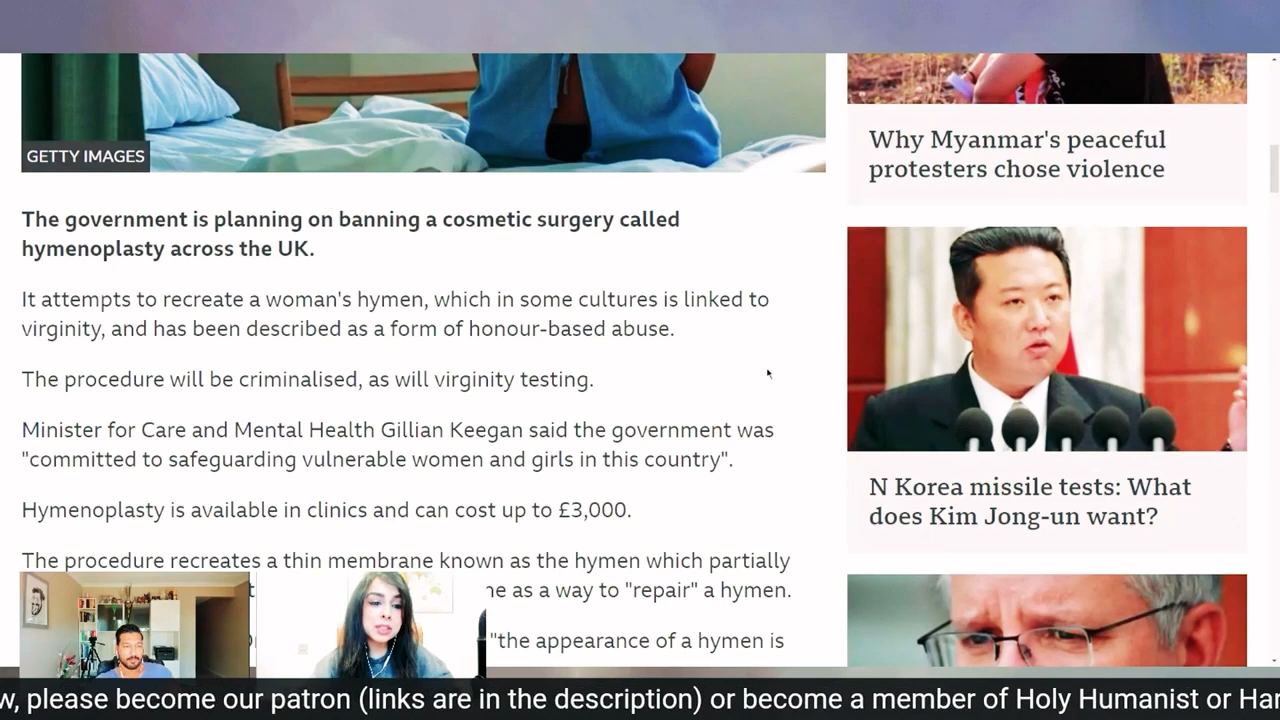 GETTY IMAGES
The government is planning on banning a cosmetic surgery called
hymenoplasty across the UK.
It attempts to recreate a woman's hymen, which in some cultures is linked to
virginity, and has been described as a form of honour-based abuse.
The procedure will be criminalised, as will virginity testing.
Minister for Care and Mental Health Gillian Keegan said the government was
"committed to safeguarding vulnerable women and girls in this country".
Hymenoplasty is available in clinics and can cost up to £3,000.
The procedure recreates a thin membrane known as the hymen which partially
as a way to "repair" a hymen.
"the appearance of a hymen is
Why Myanmar's peaceful
protesters chose violence
N Korea missile tests: What
does Kim Jong-un want?
w, please become our patron (links are in the description) or become a member of Holy Humanist or Har